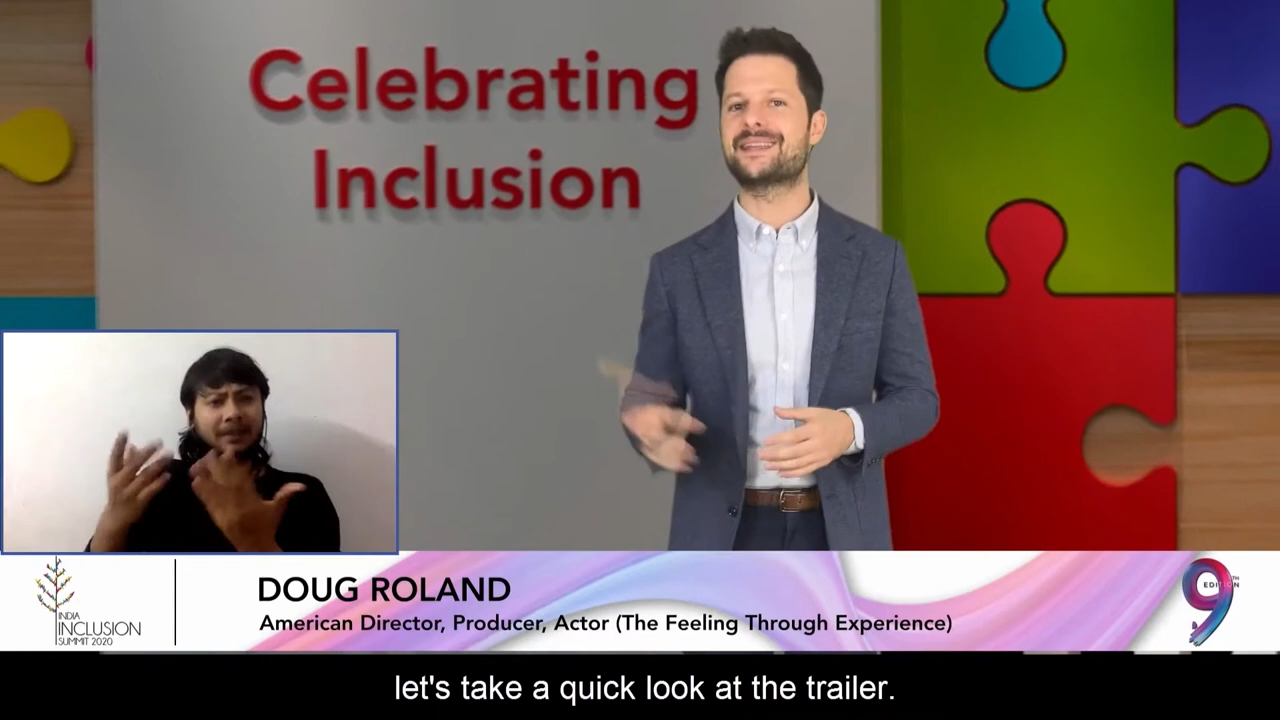 Celebrating
Inclusion
INDIA
INCLUSION
SUMMIT 2020
DOUG ROLAND
American Director, Producer, Actor (The Feeling Through Experience)
9TH
EDITION
let's take a quick look at the trailer.